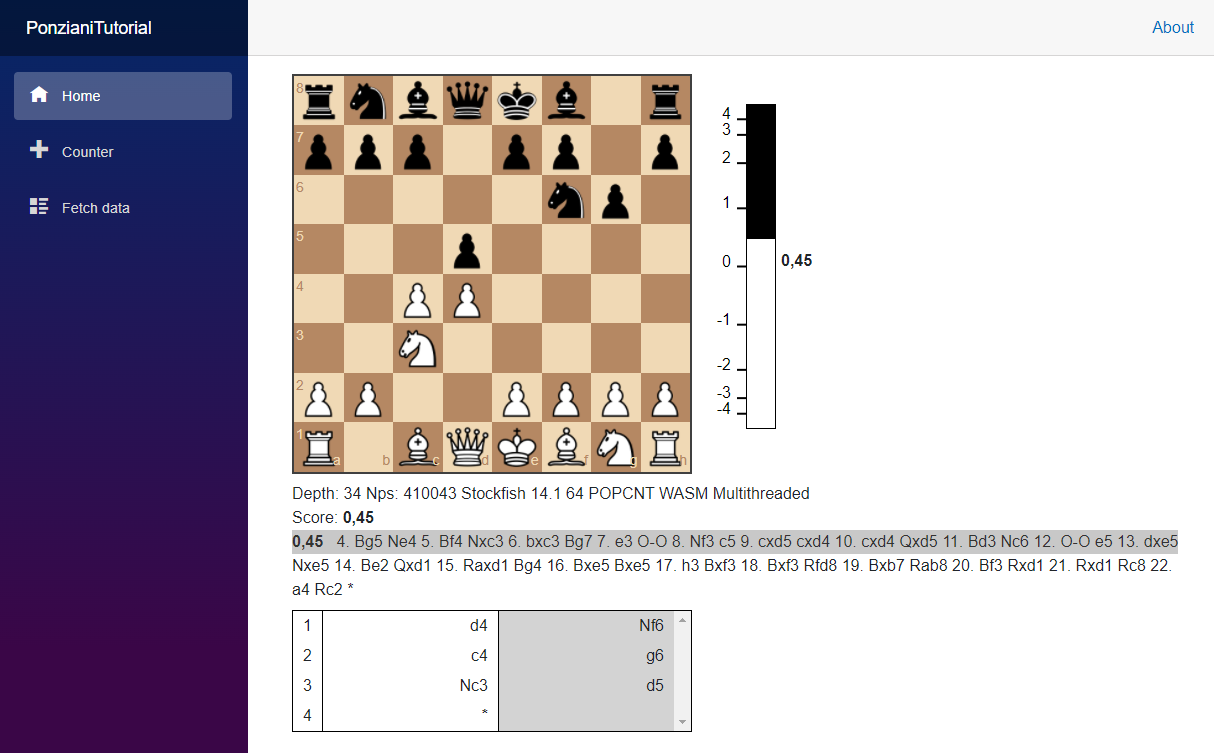 PonzianiTutorial
About
Home
Counter
Fetch data
8
7
6
5
4
3
2
1
a b c d e f g h
4
3
2
1
0
-1
-2
-3
-4
0,45
Depth: 34 Nps: 410043 Stockfish 14.1 64 POPCNT WASM Multithreaded
Score: 0,45
0,45 4. Bg5 Ne4 5. Bf4 Nxc3 6. bxc3 Bg7 7. e3 O-O 8. Nf3 c5 9. cxd5 cxd4 10. cxd4 Qxd5 11. Bd3 Nc6 12. O-O e5 13. dxe5
Nxe5 14. Be2 Qxd1 15. Raxd1 Bg4 16. Bxe5 Bxe5 17. h3 Bxf3 18. Bxf3 Rfd8 19. Bxb7 Rab8 20. Bf3 Rxd1 21. Rxd1 Rc8 22.
a4 Rc2 *
1 d4 Nf6
2 c4 g6
3 Nc3 d5
4 *